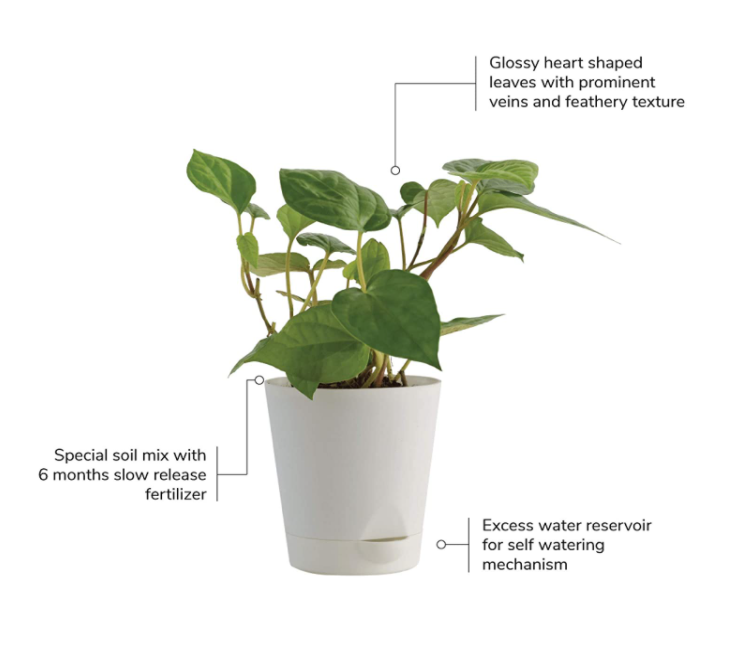 Glossy heart shaped
leaves with prominent
veins and feathery texture
Special soil mix with
6 months slow release
fertilizer
Excess water reservoir
for self watering
mechanism